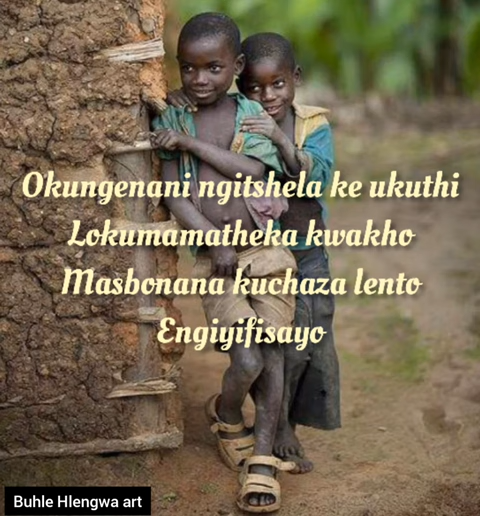 Okungenani ngitshela ke ukuthi
Lokumamatheka kwakho
Masbonana kuchaza lento
Engiyifisayo
Buhle Hlengwa art